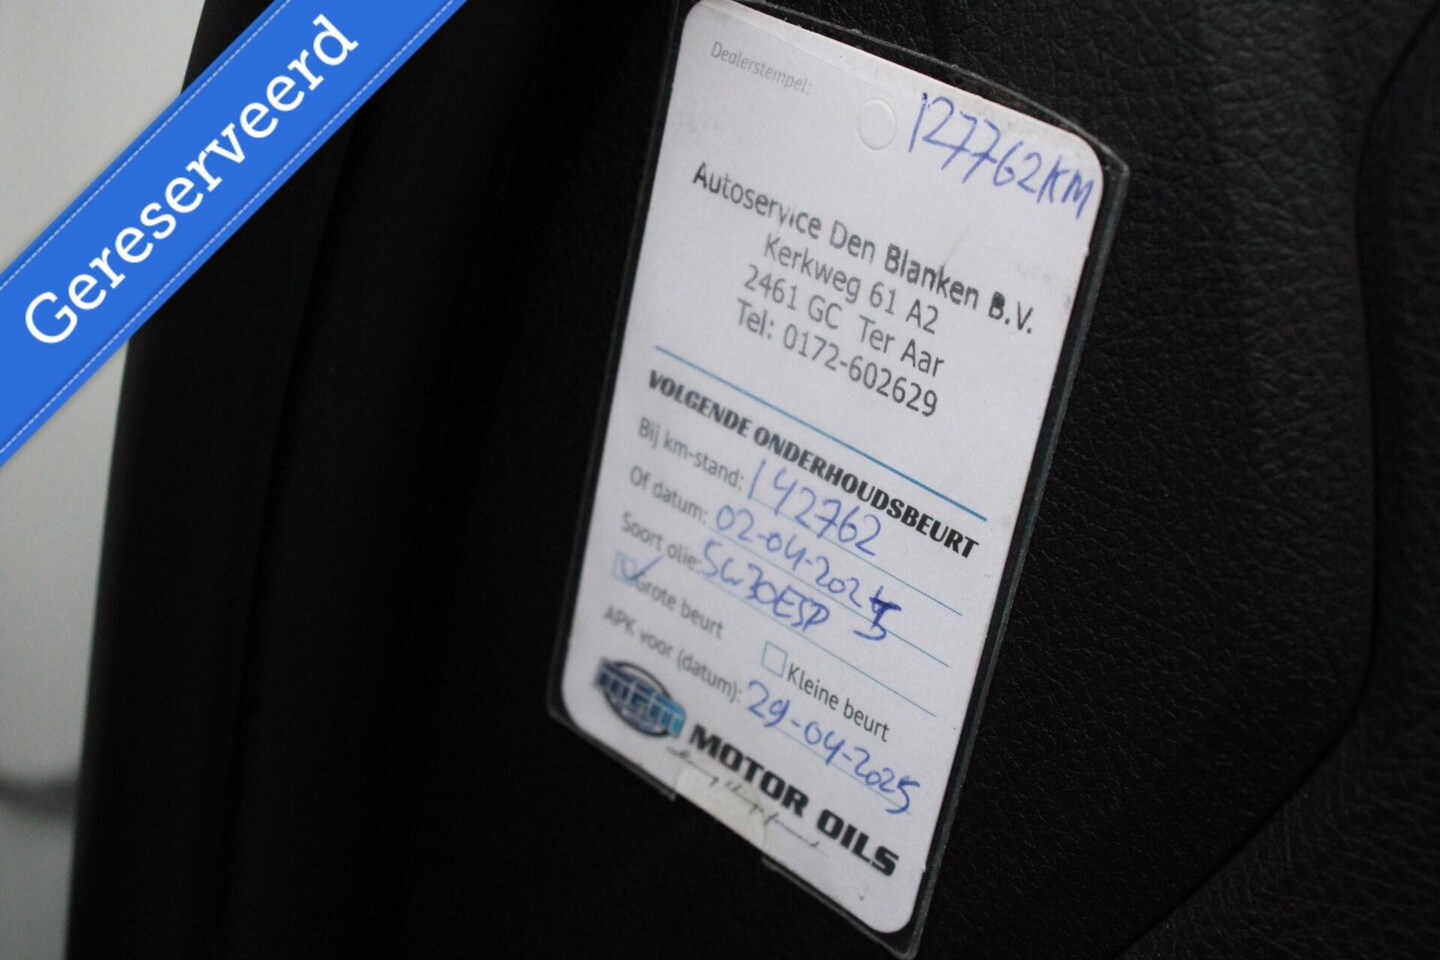 Gereserveerd
Dealerstempel:
127762KM
Autoservice Den Blanken B.V.
Kerkweg 61 A2
2461 GC Ter Aar
Tel: 0172-602629
VOLGENDE ONDERHOUDSBEURT
Bij km-stand: 142762
Of datum: 02-04-2025
Soort olie: 5W30ESP
Grote beurt
Kleine beurt
APK voor (datum): 29-04-2025
MOTOR OILS